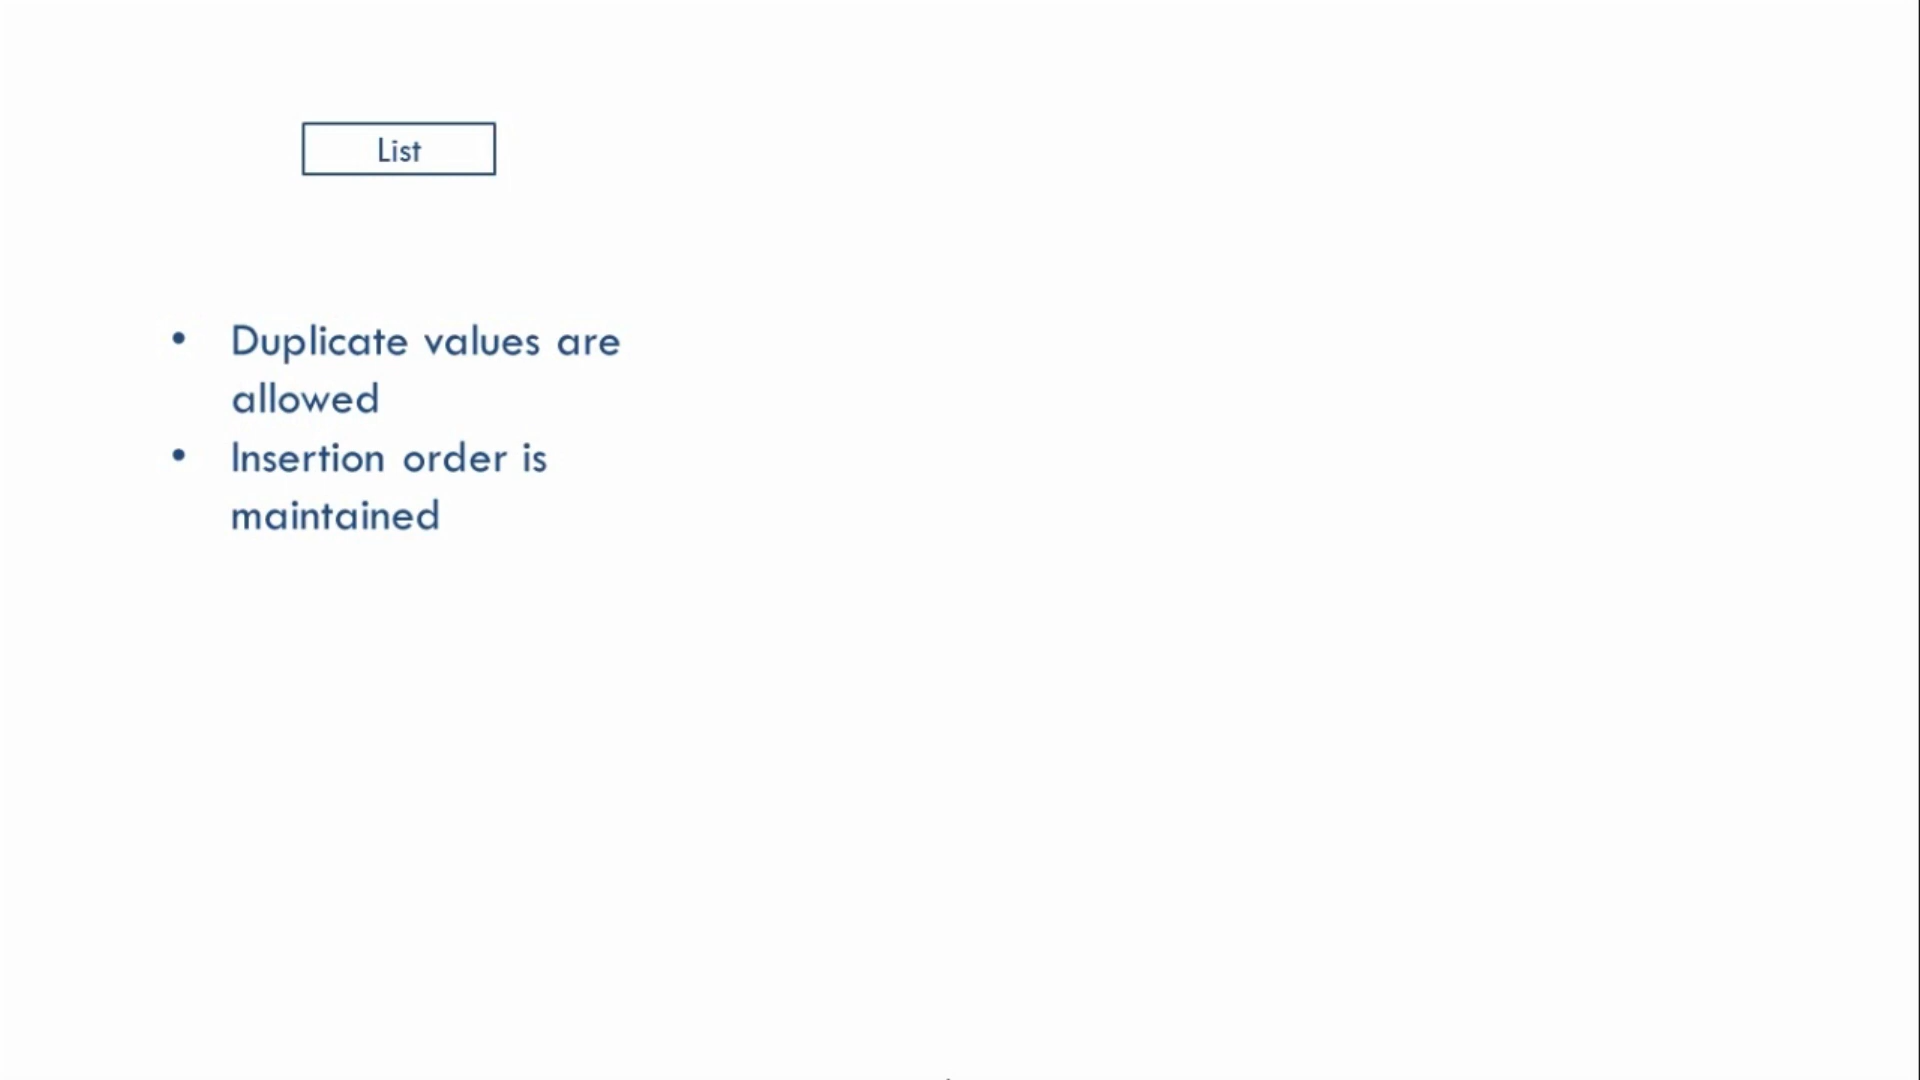 List
• Duplicate values are
allowed
• Insertion order is
maintained